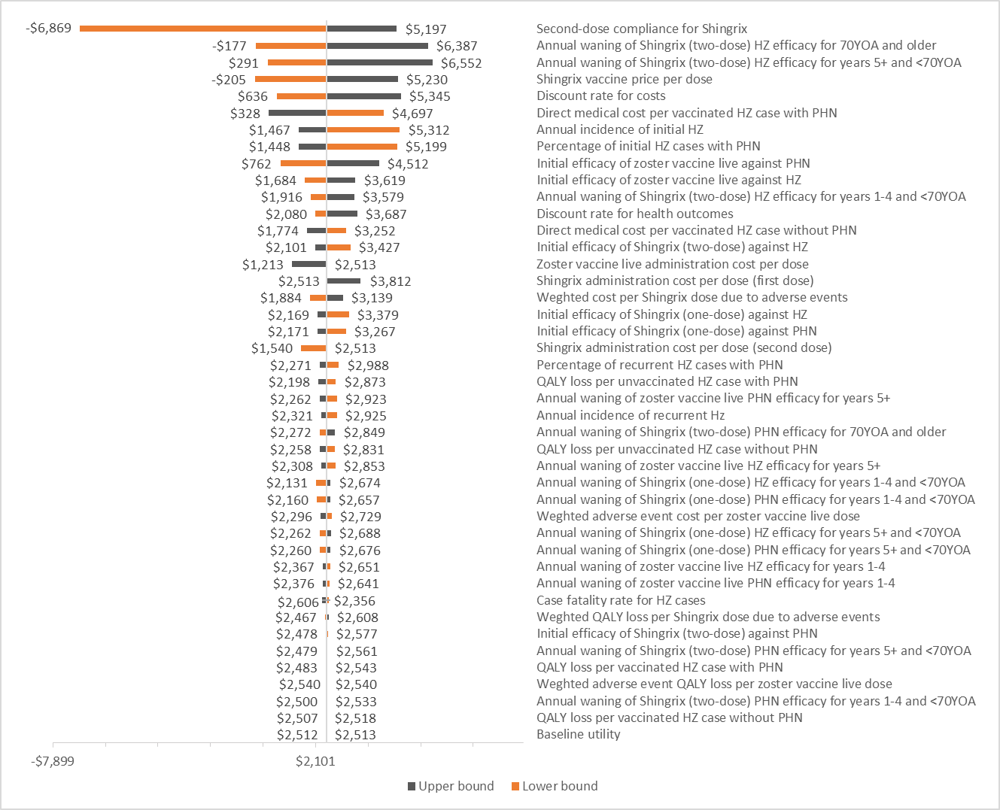 -$6,869 $5,197 Second-dose compliance for Shingrix
-$177 $6,387 Annual waning of Shingrix (two-dose) HZ efficacy for 70YOA and older
$291 $6,552 Annual waning of Shingrix (two-dose) HZ efficacy for years 5+ and <70YOA
-$205 $5,230 Shingrix vaccine price per dose
$636 $5,345 Discount rate for costs
$328 $4,697 Direct medical cost per vaccinated HZ case with PHN
$1,467 $5,312 Annual incidence of initial HZ
$1,448 $5,199 Percentage of initial HZ cases with PHN
$762 $4,512 Initial efficacy of zoster vaccine live against PHN
$1,684 $3,619 Initial efficacy of zoster vaccine live against HZ
$1,916 $3,579 Annual waning of Shingrix (two-dose) HZ efficacy for years 1-4 and <70YOA
$2,080 $3,687 Discount rate for health outcomes
$1,774 $3,252 Direct medical cost per vaccinated HZ case without PHN
$2,101 $3,427 Initial efficacy of Shingrix (two-dose) against HZ
$1,213 $2,513 Zoster vaccine live administration cost per dose
$2,513 $3,812 Shingrix administration cost per dose (first dose)
$1,884 $3,139 Weghted cost per Shingrix dose due to adverse events
$2,169 $3,379 Initial efficacy of Shingrix (one-dose) against HZ
$2,171 $3,267 Initial efficacy of Shingrix (one-dose) against PHN
$1,540 $2,513 Shingrix administration cost per dose (second dose)
$2,271 $2,988 Percentage of recurrent HZ cases with PHN
$2,198 $2,873 QALY loss per unvaccinated HZ case with PHN
$2,262 $2,923 Annual waning of zoster vaccine live PHN efficacy for years 5+
$2,321 $2,925 Annual incidence of recurrent Hz
$2,272 $2,849 Annual waning of Shingrix (two-dose) PHN efficacy for 70YOA and older
$2,258 $2,831 QALY loss per unvaccinated HZ case without PHN
$2,308 $2,853 Annual waning of zoster vaccine live HZ efficacy for years 5+
$2,131 $2,674 Annual waning of Shingrix (one-dose) HZ efficacy for years 1-4 and <70YOA
$2,160 $2,657 Annual waning of Shingrix (one-dose) PHN efficacy for years 1-4 and <70YOA
$2,296 $2,729 Weghted adverse event cost per zoster vaccine live dose
$2,262 $2,688 Annual waning of Shingrix (one-dose) HZ efficacy for years 5+ and <70YOA
$2,260 $2,676 Annual waning of Shingrix (one-dose) PHN efficacy for years 5+ and <70YOA
$2,367 $2,651 Annual waning of zoster vaccine live HZ efficacy for years 1-4
$2,376 $2,641 Annual waning of zoster vaccine live PHN efficacy for years 1-4
$2,606 $2,356 Case fatality rate for HZ cases
$2,467 $2,608 Weghted QALY loss per Shingrix dose due to adverse events
$2,478 $2,577 Initial efficacy of Shingrix (two-dose) against PHN
$2,479 $2,561 Annual waning of Shingrix (two-dose) PHN efficacy for years 5+ and <70YOA
$2,483 $2,543 QALY loss per vaccinated HZ case with PHN
$2,540 $2,540 Weghted adverse event QALY loss per zoster vaccine live dose
$2,500 $2,533 Annual waning of Shingrix (two-dose) PHN efficacy for years 1-4 and <70YOA
$2,507 $2,518 QALY loss per vaccinated HZ case without PHN
$2,512 $2,513 Baseline utility
-$7,899 $2,101
Upper bound Lower bound